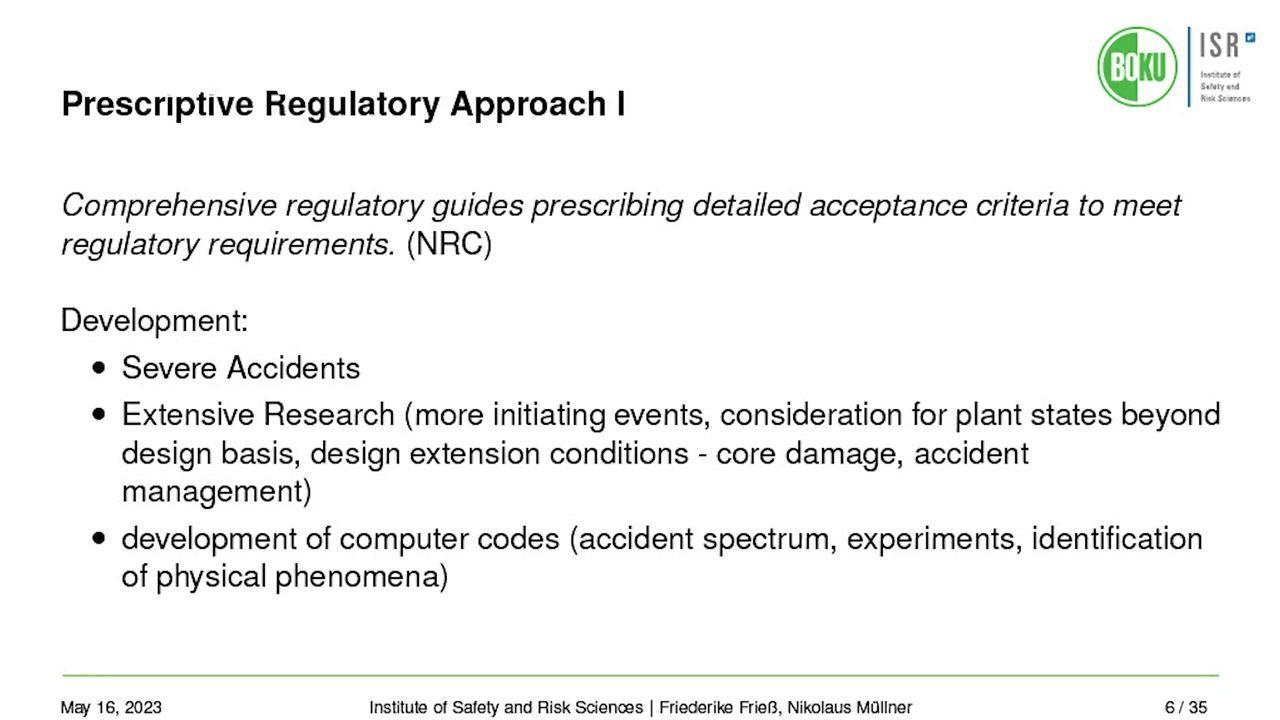 BOKU
ISR
Institute of
Safety and
Risk Sciences
Prescriptive Regulatory Approach I
Comprehensive regulatory guides prescribing detailed acceptance criteria to meet
regulatory requirements. (NRC)
Development:
• Severe Accidents
• Extensive Research (more initiating events, consideration for plant states beyond
design basis, design extension conditions - core damage, accident
management)
• development of computer codes (accident spectrum, experiments, identification
of physical phenomena)
May 16, 2023 Institute of Safety and Risk Sciences | Friederike Frieß, Nikolaus Müllner 6 / 35